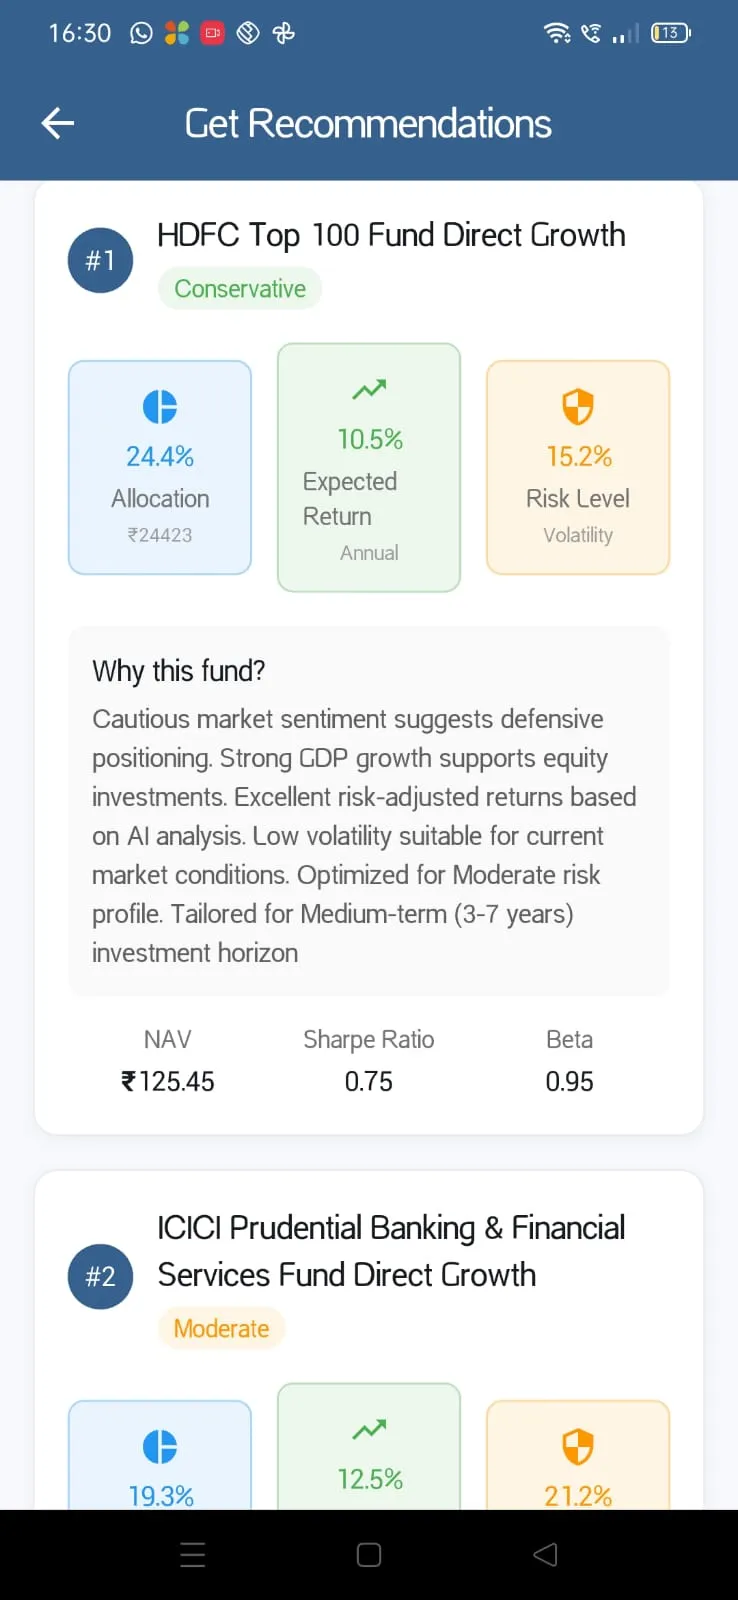 16:30
13
Get Recommendations
#1
HDFC Top 100 Fund Direct Growth
Conservative
24.4%
Allocation
₹24423
10.5%
Expected
Return
Annual
15.2%
Risk Level
Volatility
Why this fund?
Cautious market sentiment suggests defensive
positioning. Strong GDP growth supports equity
investments. Excellent risk-adjusted returns based
on AI analysis. Low volatility suitable for current
market conditions. Optimized for Moderate risk
profile. Tailored for Medium-term (3-7 years)
investment horizon
NAV
₹125.45
Sharpe Ratio
0.75
Beta
0.95
#2
ICICI Prudential Banking & Financial
Services Fund Direct Growth
Moderate
19.3%
12.5%
21.2%